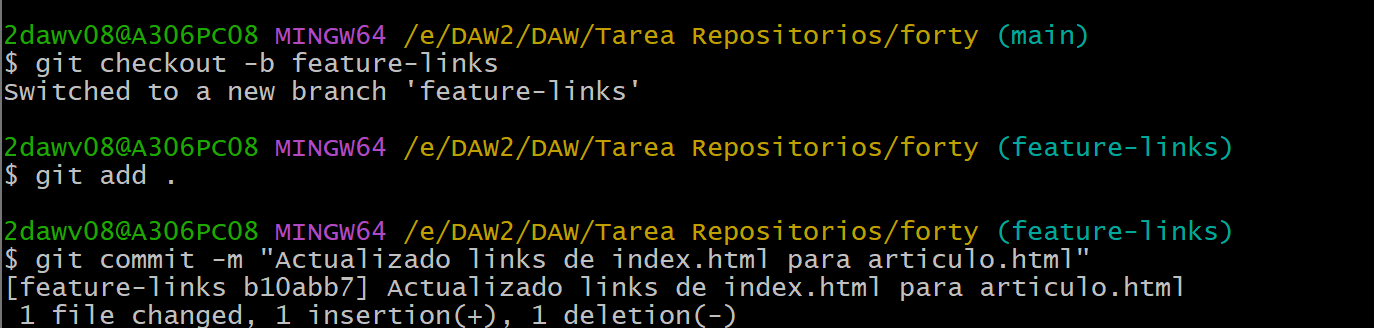 2dawv08@A306PC08 MINGW64 /e/DAW2/DAW/Tarea Repositorios/forty (main)
$ git checkout -b feature-links
Switched to a new branch 'feature-links'
2dawv08@A306PC08 MINGW64 /e/DAW2/DAW/Tarea Repositorios/forty (feature-links)
$ git add .
2dawv08@A306PC08 MINGW64 /e/DAW2/DAW/Tarea Repositorios/forty (feature-links)
$ git commit -m "Actualizado links de index.html para articulo.html"
[feature-links b10abb7] Actualizado links de index.html para articulo.html
 1 file changed, 1 insertion(+), 1 deletion(-)